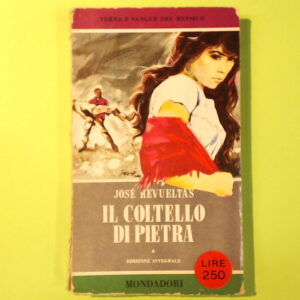 TERRA E SANGUE DEL MESSICO
JOSÉ REVUELTAS
IL COLTELLO
DI PIETRA
EDIZIONE INTEGRALE
LIRE
250
MONDADORI